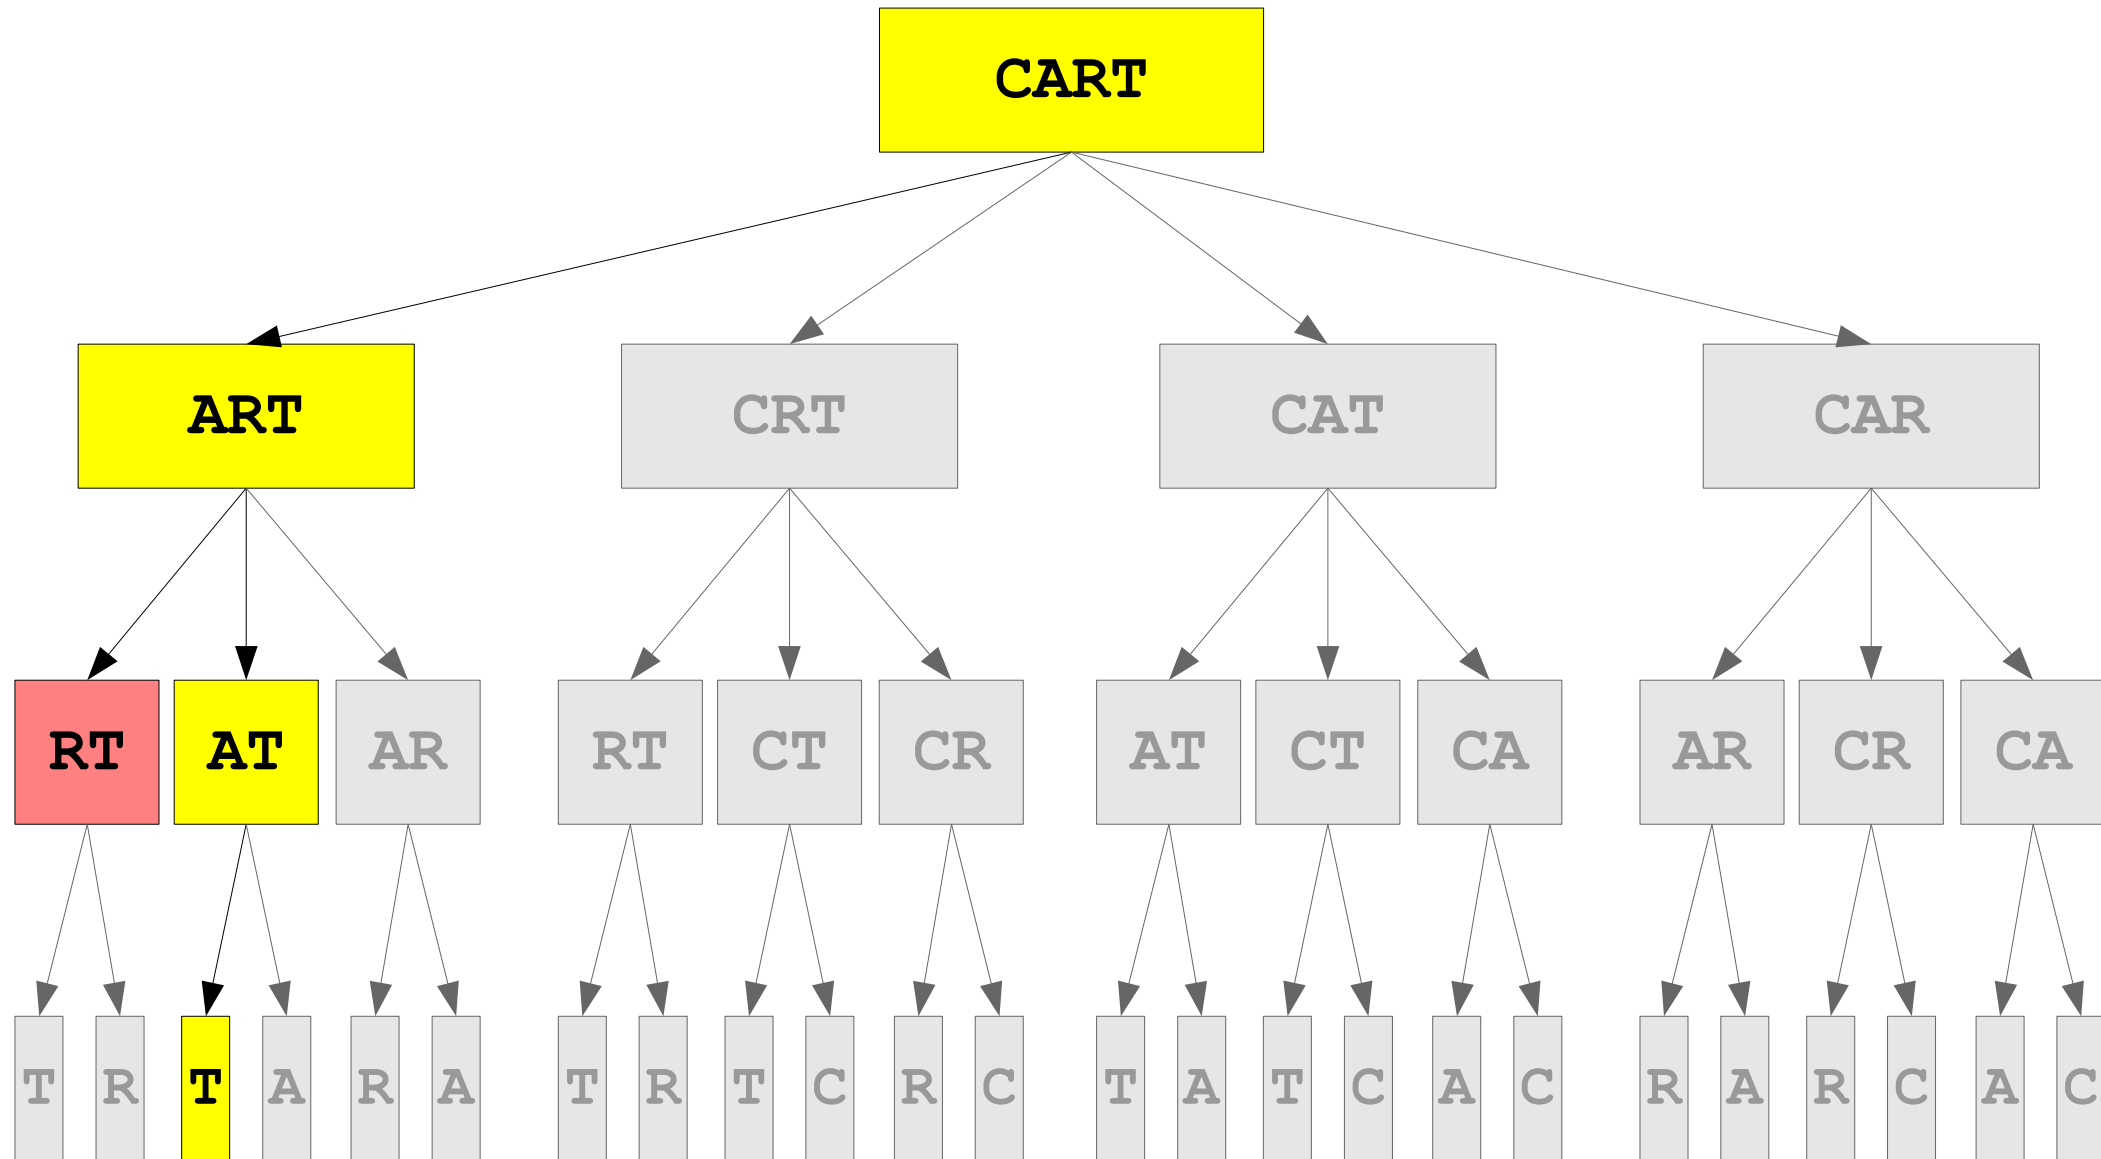 CART
ART CRT CAT CAR
RT AT AR RT CT CR AT CT CA AR CR CA
T R T A R A T R T C R C T A T C A C R A R C A C